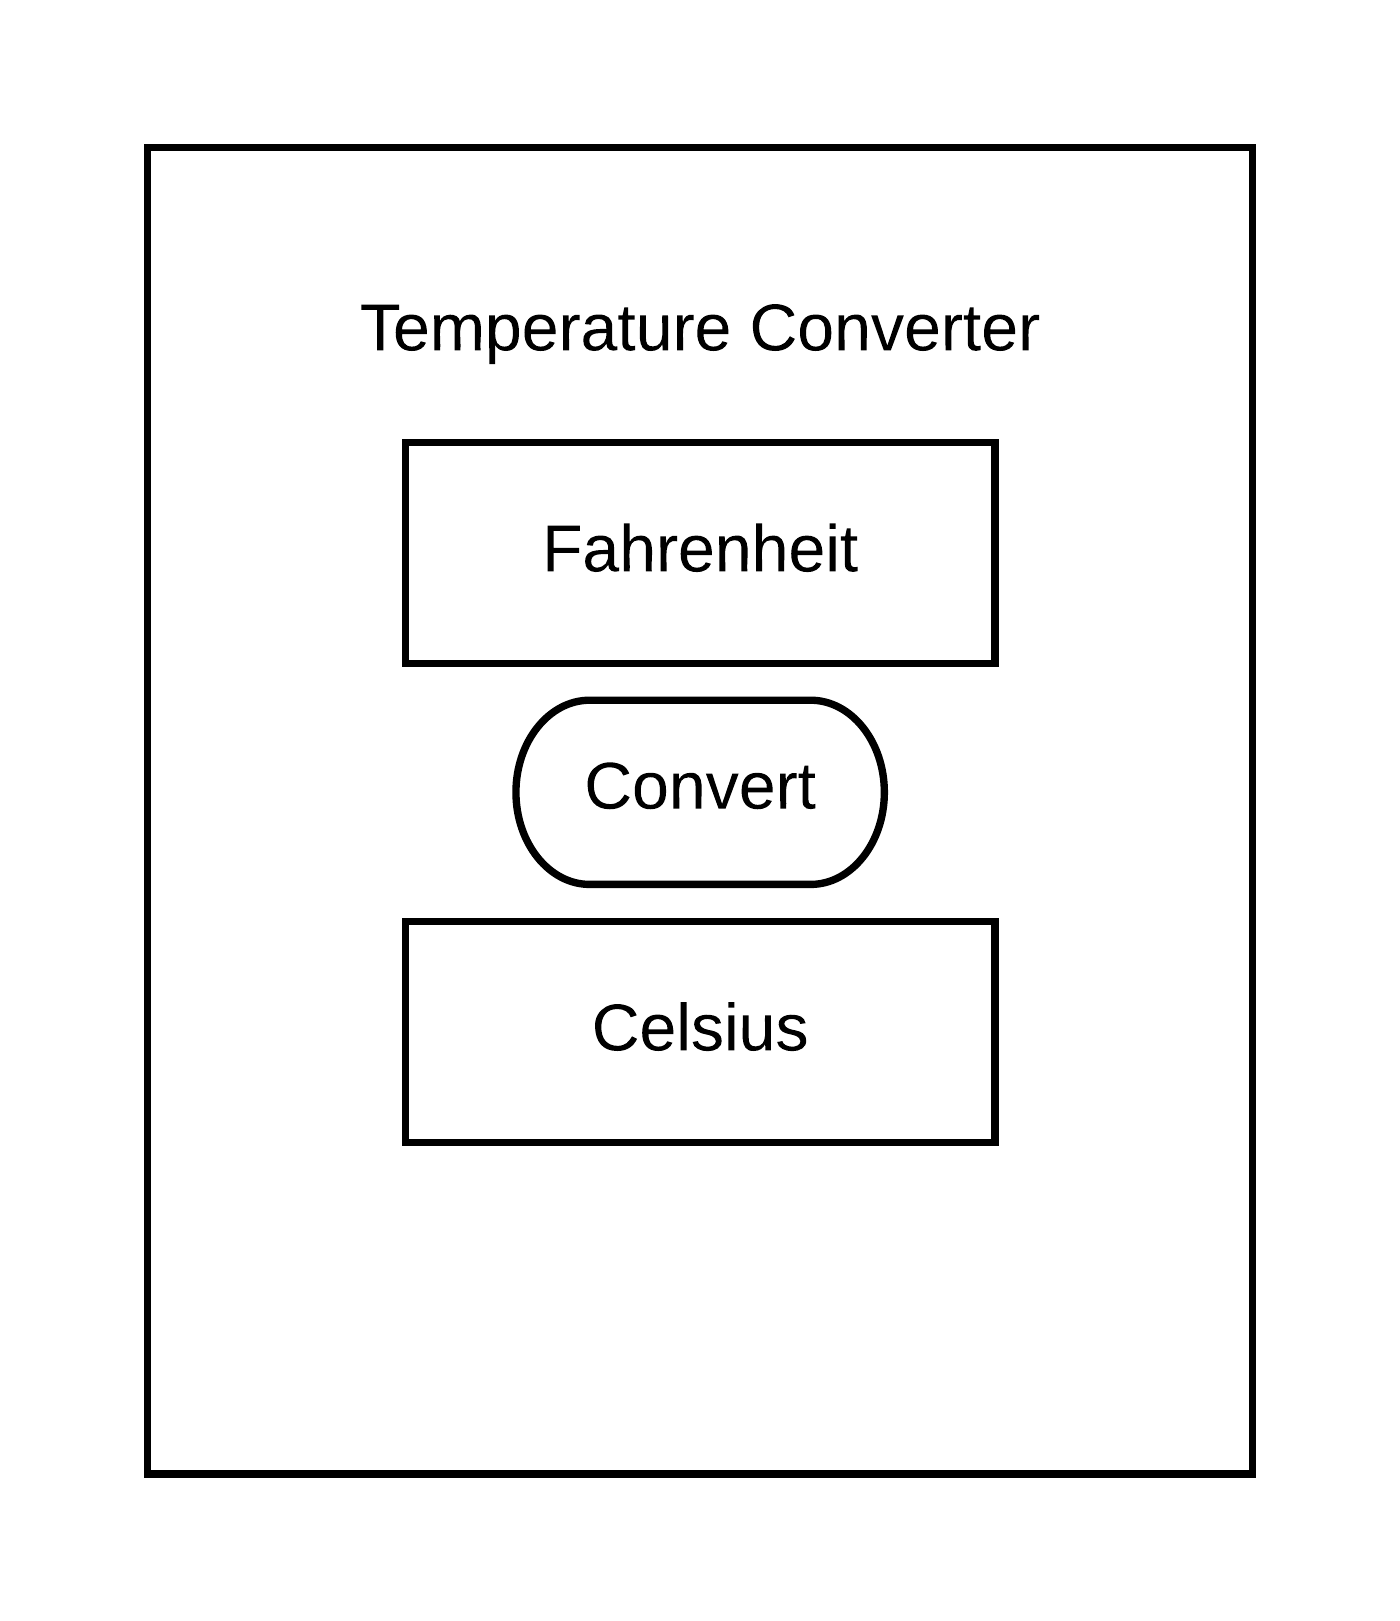 Temperature Converter
Fahrenheit
Convert
Celsius